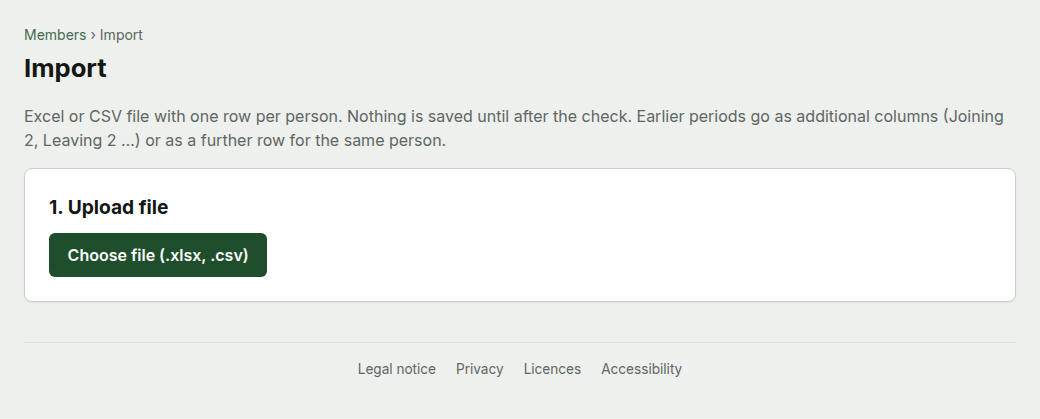 Members › Import
Import
Excel or CSV file with one row per person. Nothing is saved until after the check. Earlier periods go as additional columns (Joining
2, Leaving 2 ...) or as a further row for the same person.
1. Upload file
Choose file (.xlsx, .csv)
Legal notice Privacy Licences Accessibility